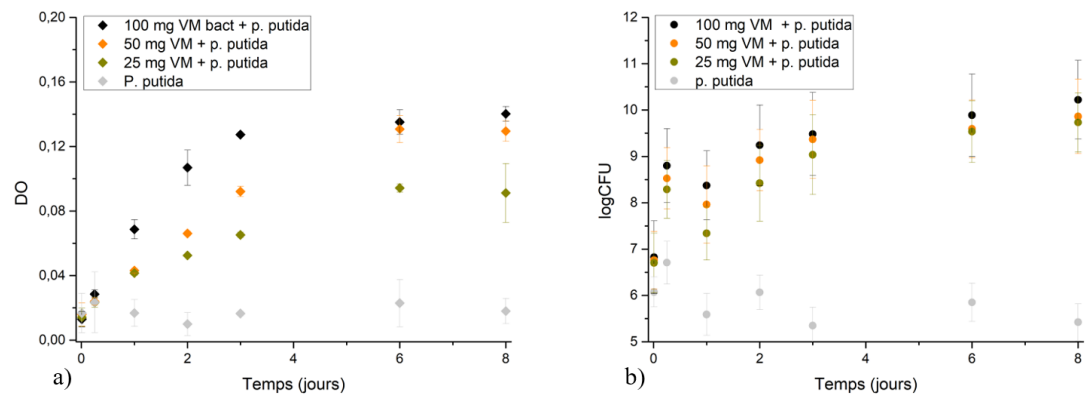 0,20
0,16
0,12
0,08
0,04
0,00
DO
100 mg VM bact + p. putida
50 mg VM + p. putida
25 mg VM + p. putida
P. putida
0 2 4 6 8
Temps (jours)
a)
12
11
10
9
8
7
6
5
logCFU
100 mg VM + p. putida
50 mg VM + p. putida
25 mg VM + p. putida
p. putida
0 2 4 6 8
Temps (jours)
b)